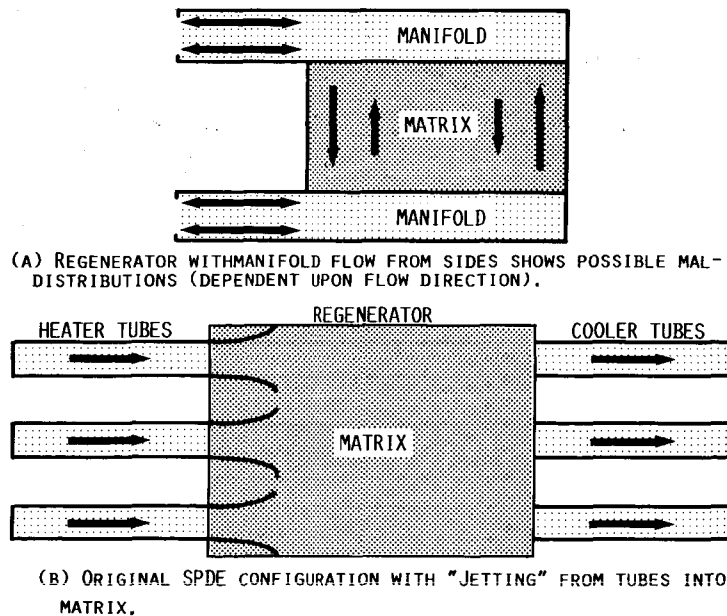 MANIFOLD
MATRIX
MANIFOLD
(A) REGENERATOR WITHMANIFOLD FLOW FROM SIDES SHOWS POSSIBLE MAL-
DISTRIBUTIONS (DEPENDENT UPON FLOW DIRECTION).
HEATER TUBES
REGENERATOR
COOLER TUBES
MATRIX
(B) ORIGINAL SPDE CONFIGURATION WITH "JETTING" FROM TUBES INTO
MATRIX.